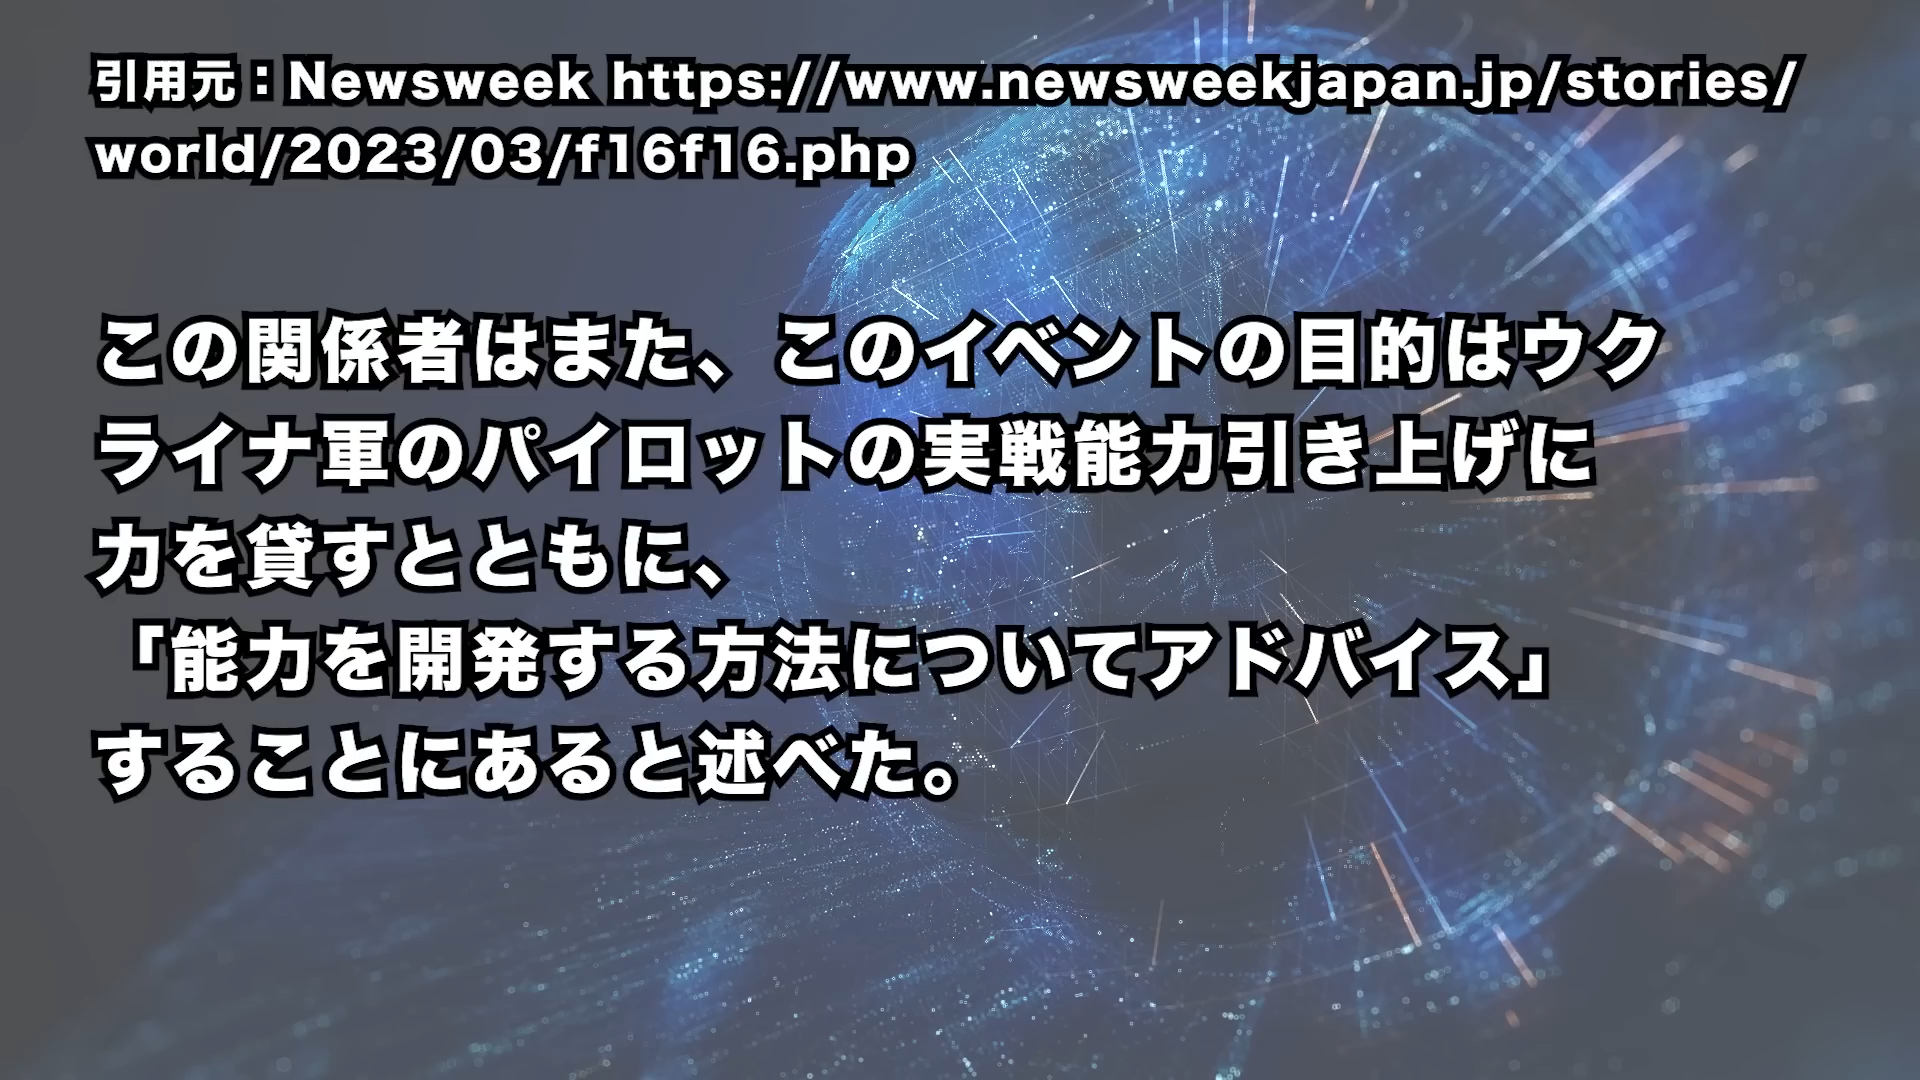 引用元：Newsweek https://www.newsweekjapan.jp/stories/
world/2023/03/f16f16.php
この関係者はまた、このイベントの目的はウク
ライナ軍のパイロットの実戦能力引き上げに
力を貸すとともに、
「能力を開発する方法についてアドバイス」
することにあると述べた。